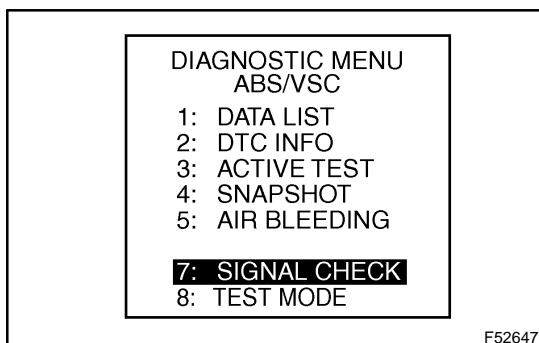 DIAGNOSTIC MENU
ABS/VSC
1: DATA LIST
2: DTC INFO
3: ACTIVE TEST
4: SNAPSHOT
5: AIR BLEEDING
7: SIGNAL CHECK
8: TEST MODE
F52647